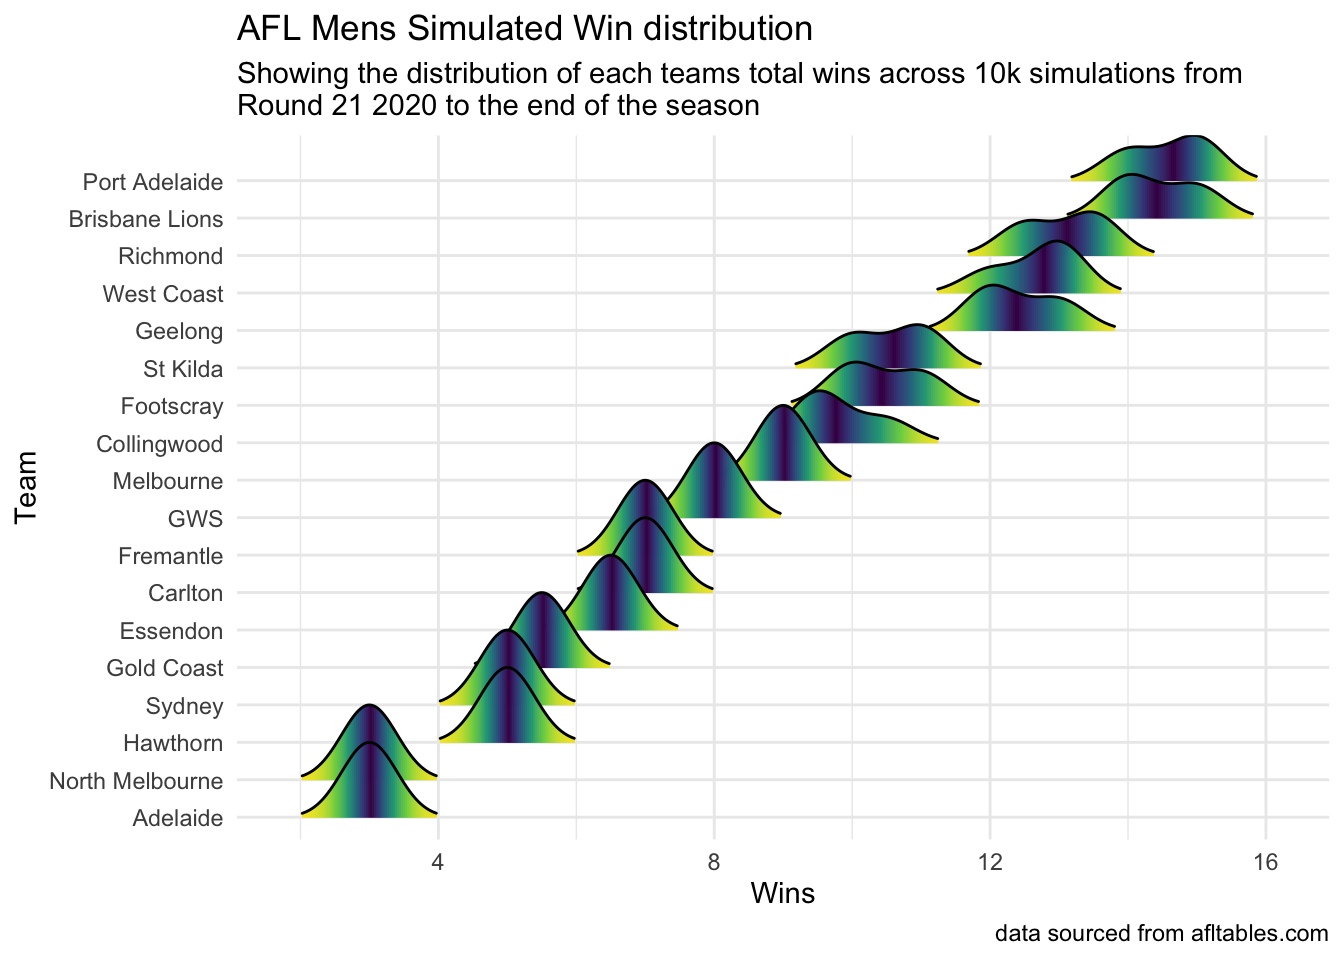 AFL Mens Simulated Win distribution
Showing the distribution of each teams total wins across 10k simulations from
Round 21 2020 to the end of the season
Port Adelaide
Brisbane Lions
Richmond
West Coast
Geelong
St Kilda
Footscray
Collingwood
Melbourne
GWS
Fremantle
Carlton
Essendon
Gold Coast
Sydney
Hawthorn
North Melbourne
Adelaide
Team
4 8 12 16
Wins
data sourced from afltables.com